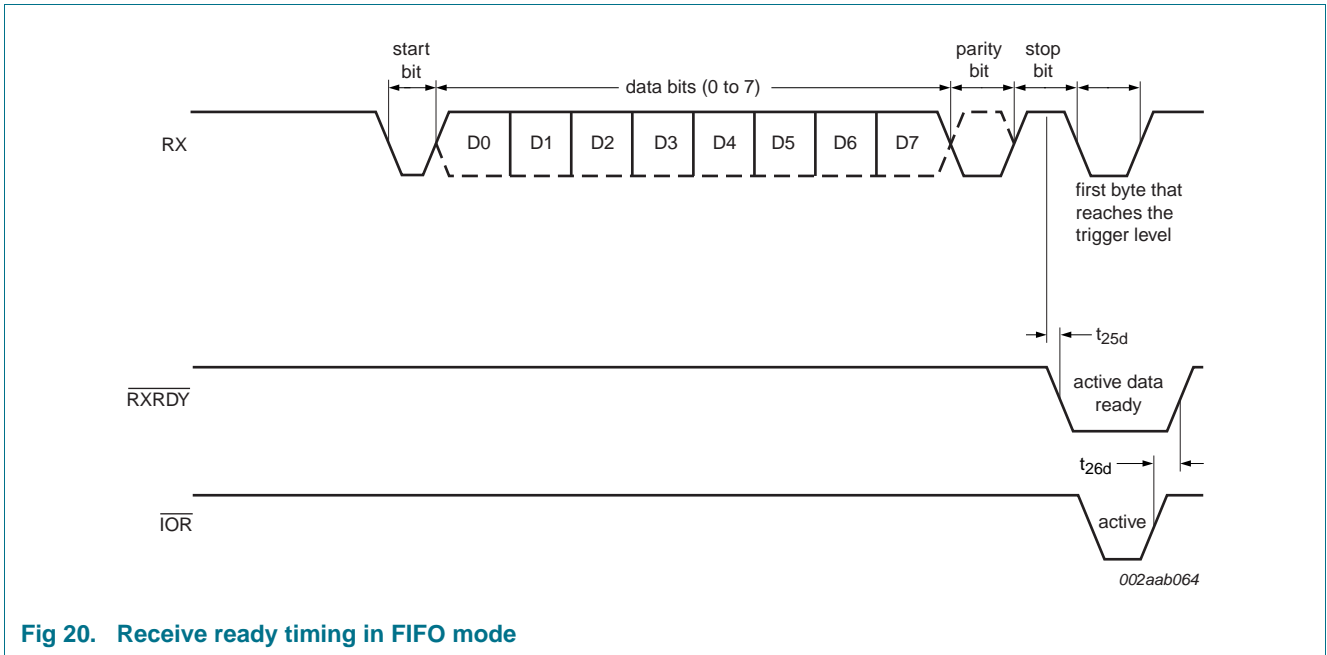 start
bit
data bits (0 to 7)
parity
bit
stop
bit
RX
D0 D1 D2 D3 D4 D5 D6 D7
first byte that
reaches the
trigger level
t25d
RXRDY
active data
ready
t26d
IOR
active
002aab064
Fig 20. Receive ready timing in FIFO mode